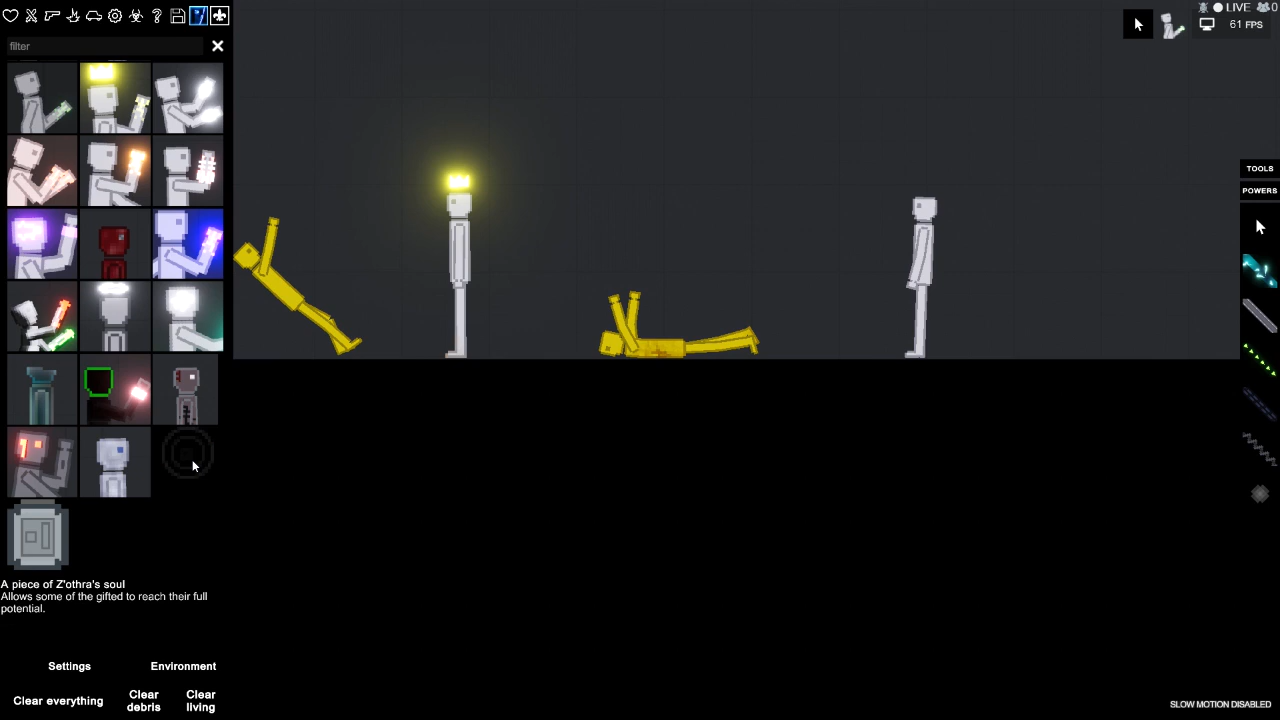 LIVE
0
filter
61 FPS
TOOLS
POWERS
A piece of Z'othra's soul
Allows some of the gifted to reach their full
potential.
Settings
Environment
Clear everything
Clear
debris
Clear
living
SLOW MOTION DISABLED